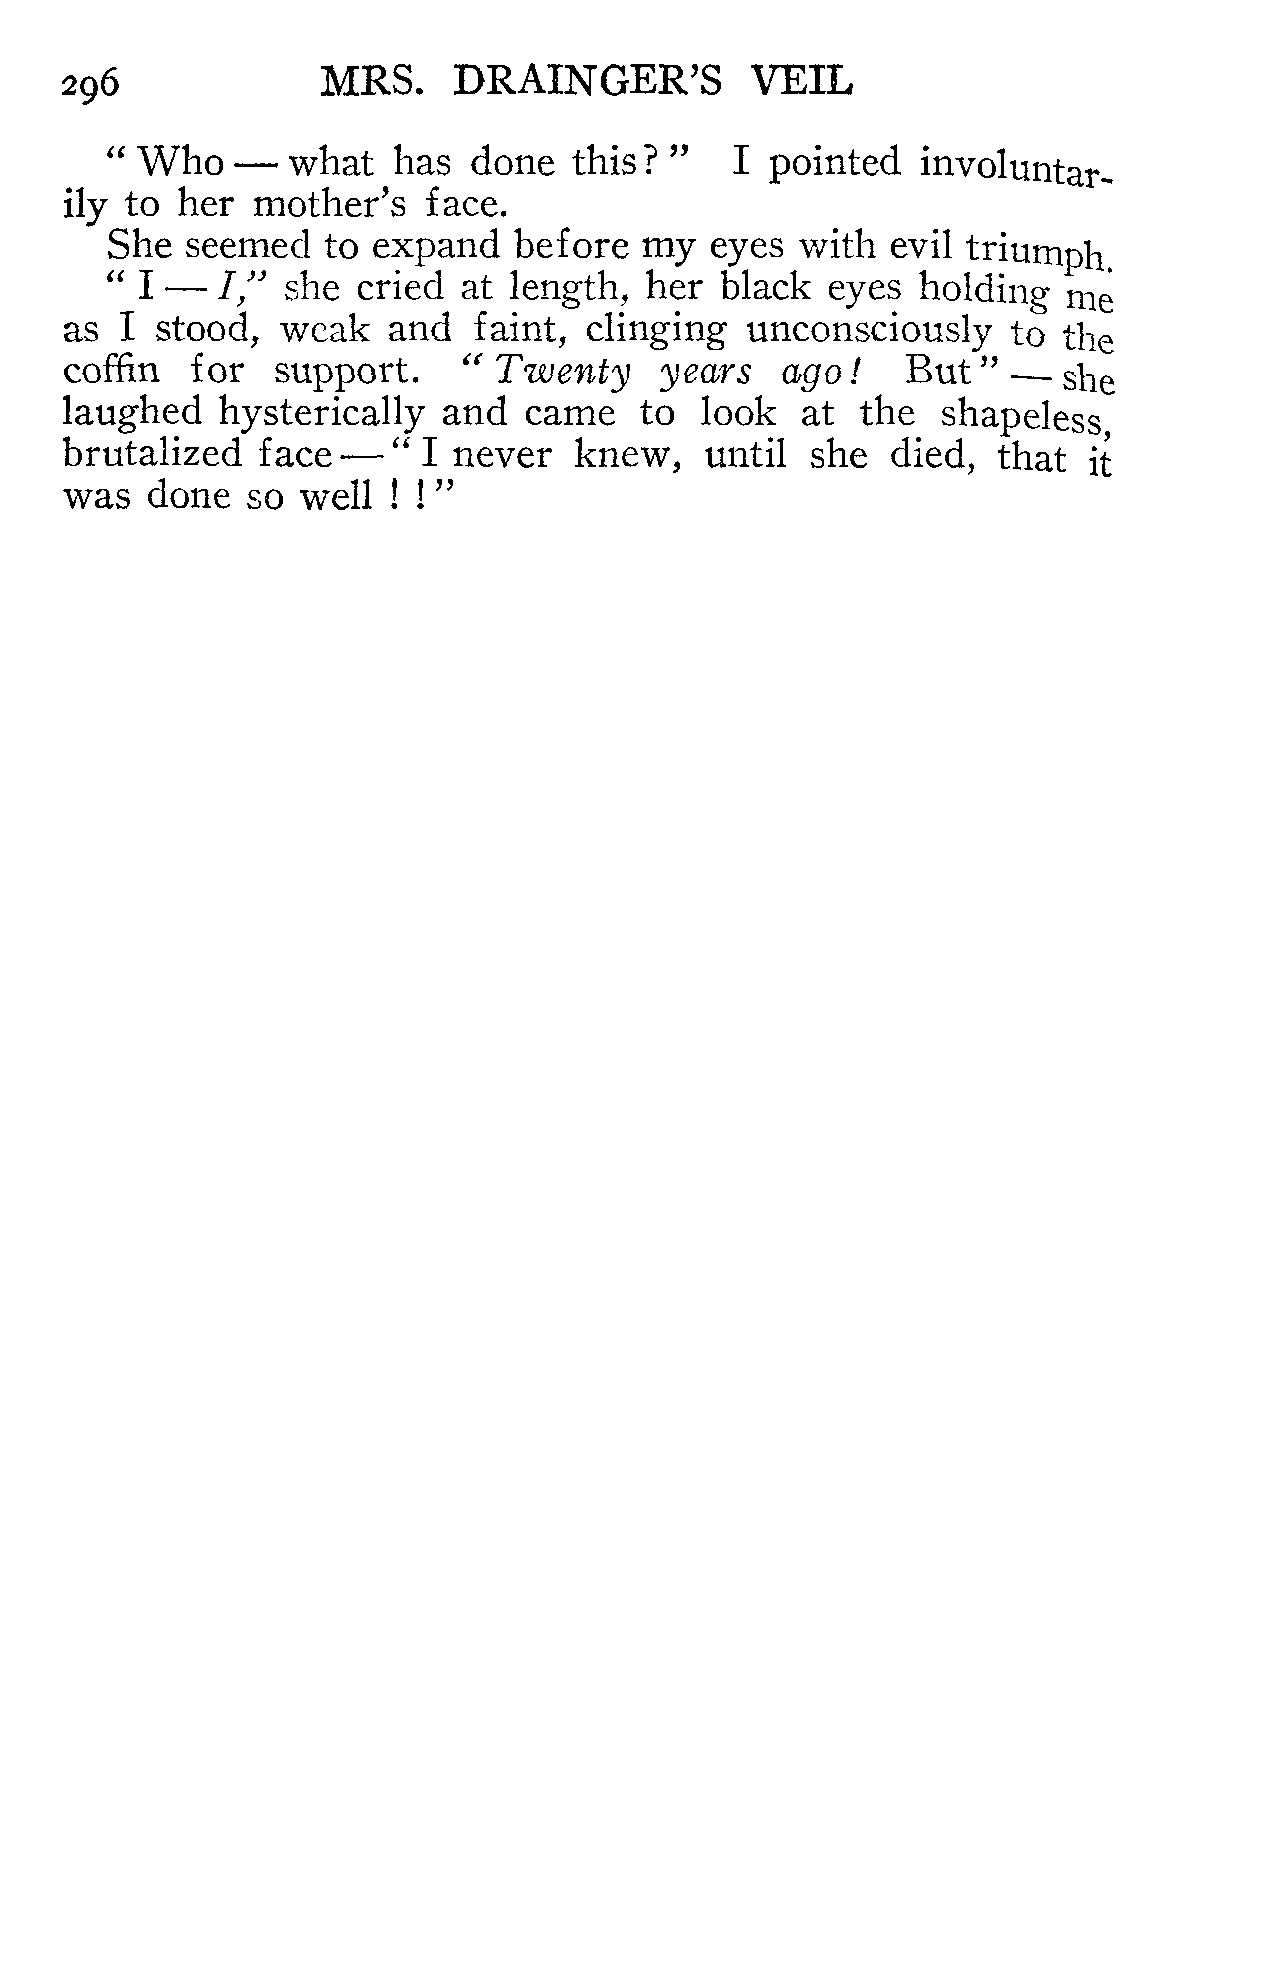 296 MRS. DRAINGER'S VEIL
" Who — what has done this? " I pointed involuntar-
ily to her mother's face.
She seemed to expand before my eyes with evil triumph.
" I — I," she cried at length, her black eyes holding me
as I stood, weak and faint, clinging unconsciously to the
coffin for support. " Twenty years ago! But " — she
laughed hysterically and came to look at the shapeless,
brutalized face — " I never knew, until she died, that it
was done so well ! ! "